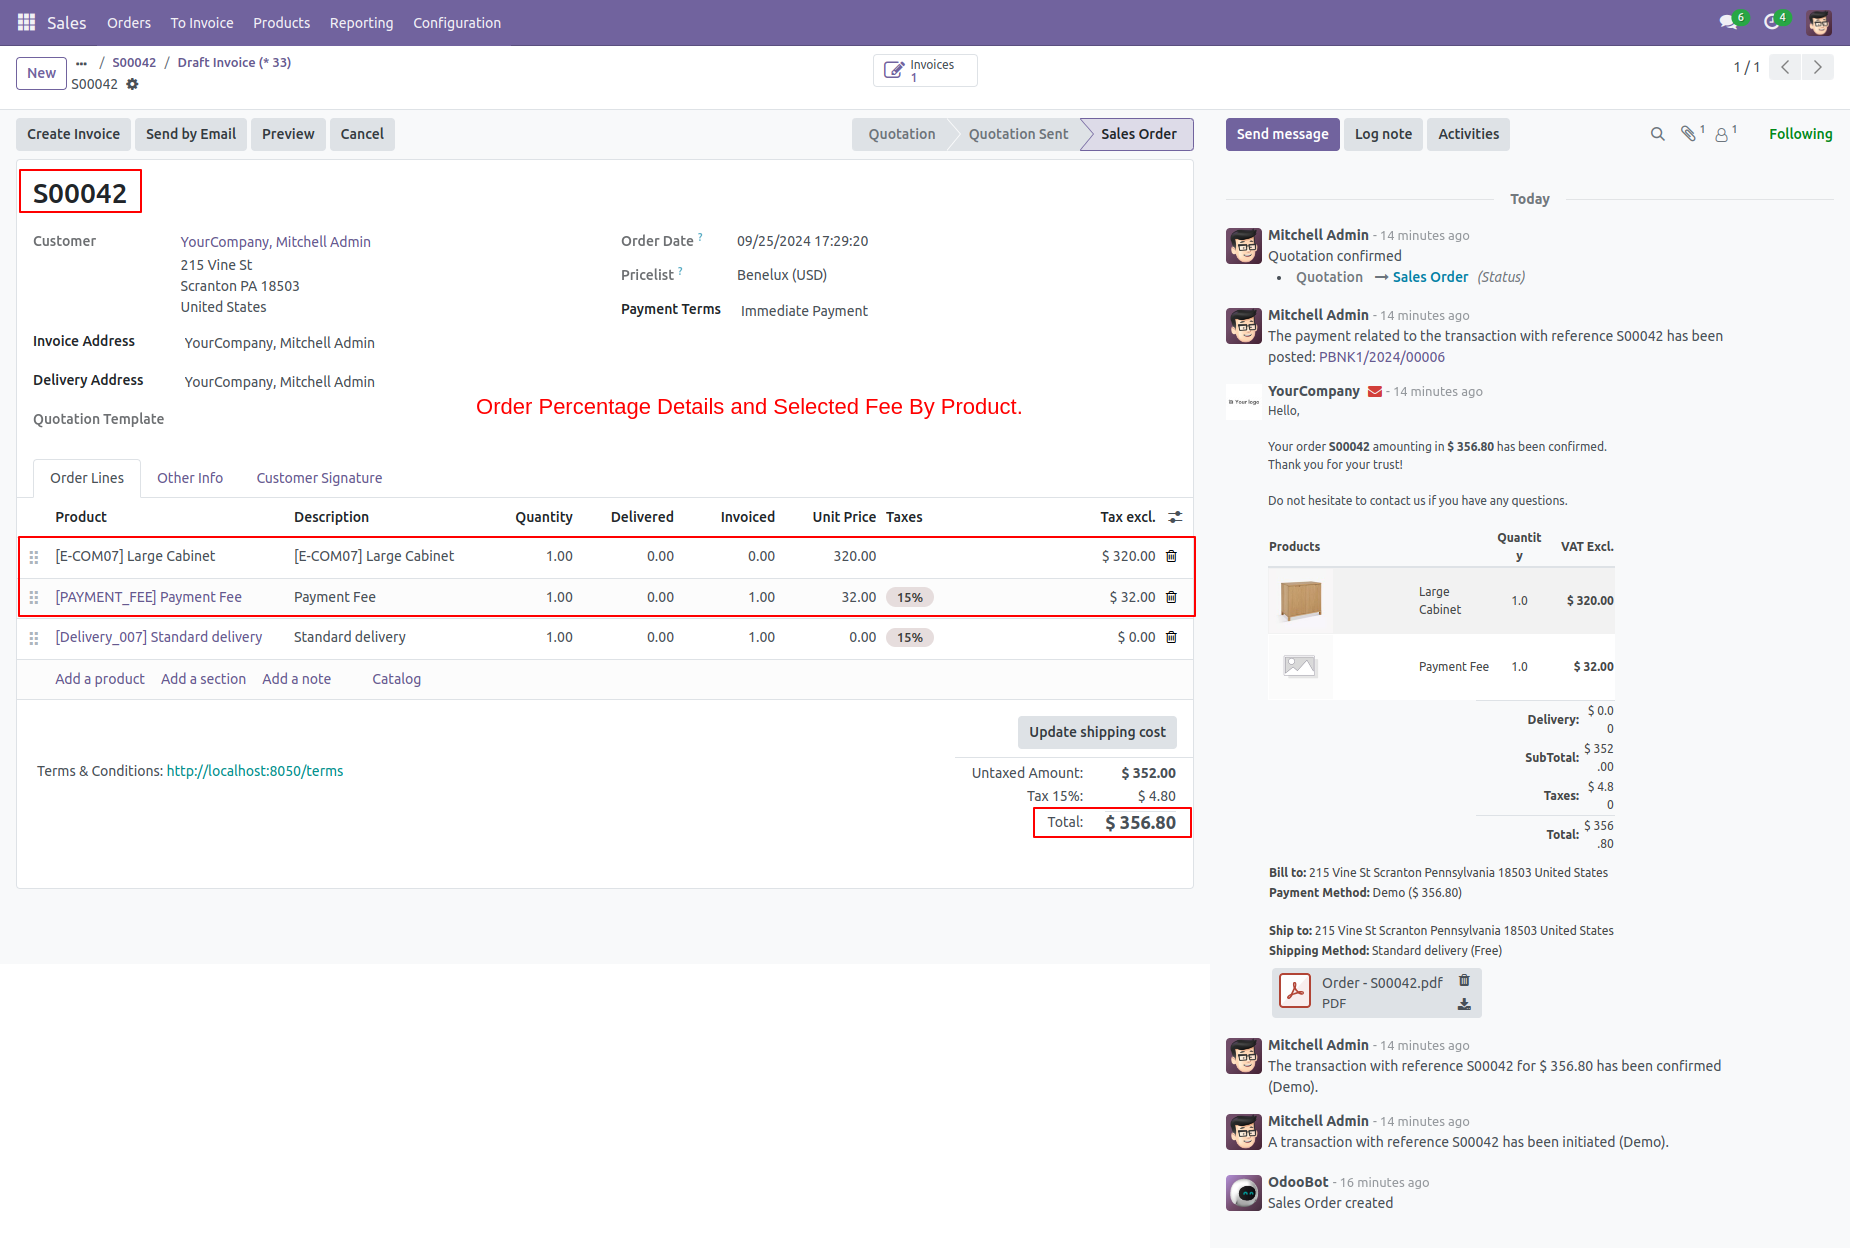 Sales Orders To Invoice Products Reporting Configuration 6 4
New ... / S00042 / Draft Invoice (* 33)
S00042
Invoices
1
1 / 1
Create Invoice Send by Email Preview Cancel
Quotation Quotation Sent Sales Order
S00042
Customer YourCompany, Mitchell Admin
215 Vine St
Scranton PA 18503
United States
Order Date ? 09/25/2024 17:29:20
Pricelist ? Benelux (USD)
Payment Terms Immediate Payment
Invoice Address YourCompany, Mitchell Admin
Delivery Address YourCompany, Mitchell Admin
Quotation Template
Order Percentage Details and Selected Fee By Product.
Order Lines Other Info Customer Signature
Product Description Quantity Delivered Invoiced Unit Price Taxes Tax excl.
[E-COM07] Large Cabinet [E-COM07] Large Cabinet 1.00 0.00 0.00 320.00 $ 320.00
[PAYMENT_FEE] Payment Fee Payment Fee 1.00 0.00 1.00 32.00 15% $ 32.00
[Delivery_007] Standard delivery Standard delivery 1.00 0.00 1.00 0.00 15% $ 0.00
Add a product Add a section Add a note Catalog
Update shipping cost
Terms & Conditions: http://localhost:8050/terms
Untaxed Amount: $ 352.00
Tax 15%: $ 4.80
Total: $ 356.80
Send message Log note Activities 1 1 Following
Today
Mitchell Admin - 14 minutes ago
Quotation confirmed
• Quotation → Sales Order (Status)
Mitchell Admin - 14 minutes ago
The payment related to the transaction with reference S00042 has been
posted: PBNK1/2024/00006
Your logo
YourCompany - 14 minutes ago
Hello,
Your order S00042 amounting in $ 356.80 has been confirmed.
Thank you for your trust!
Do not hesitate to contact us if you have any questions.
Products Quantit
y VAT Excl.
Large
Cabinet 1.0 $ 320.00
Payment Fee 1.0 $ 32.00
Delivery: $ 0.0
0
SubTotal: $ 352
.00
Taxes: $ 4.8
0
Total: $ 356
.80
Bill to: 215 Vine St Scranton Pennsylvania 18503 United States
Payment Method: Demo ($ 356.80)
Ship to: 215 Vine St Scranton Pennsylvania 18503 United States
Shipping Method: Standard delivery (Free)
Order - S00042.pdf
PDF
Mitchell Admin - 14 minutes ago
The transaction with reference S00042 for $ 356.80 has been confirmed
(Demo).
Mitchell Admin - 14 minutes ago
A transaction with reference S00042 has been initiated (Demo).
OdooBot - 16 minutes ago
Sales Order created